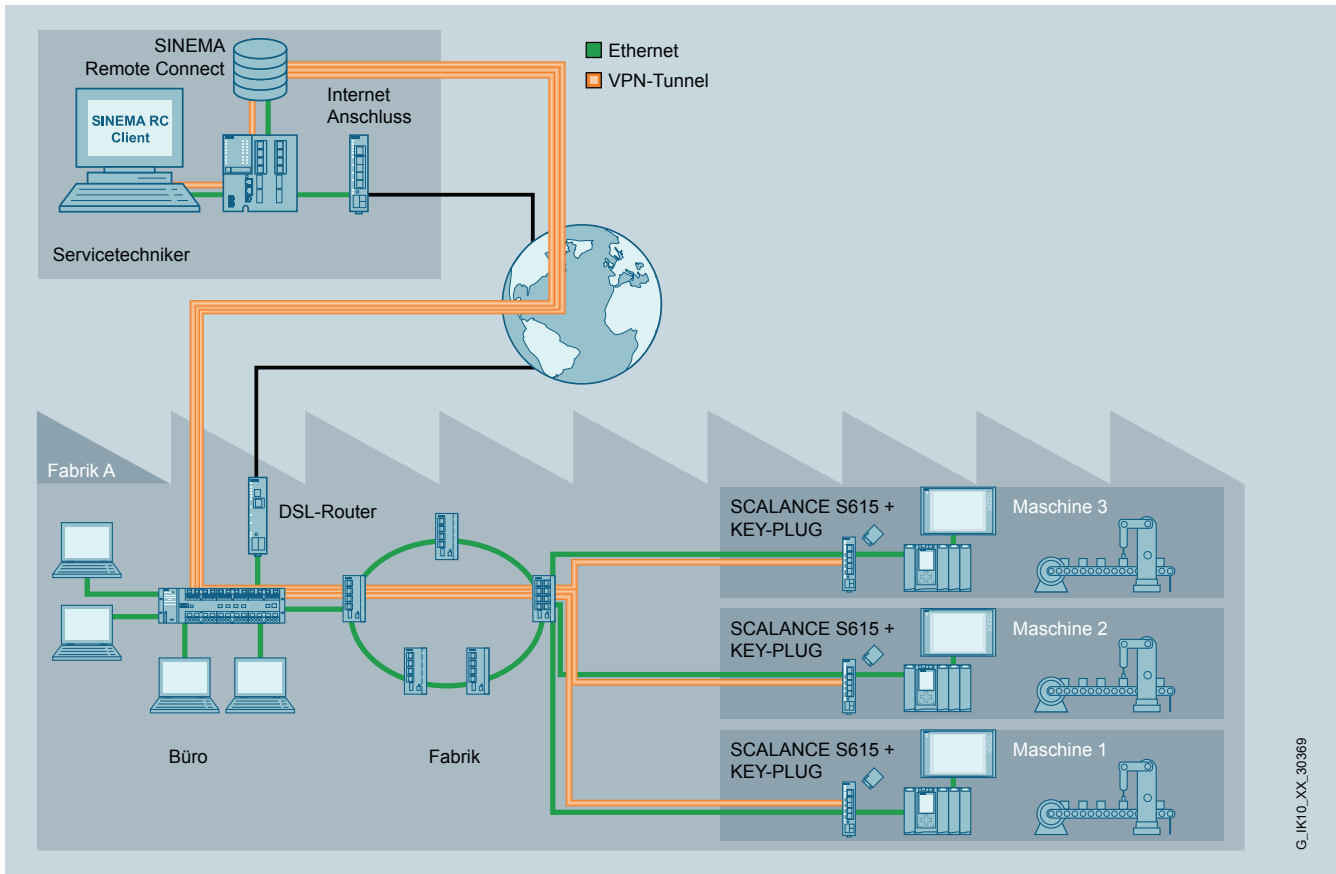 SINEMA
Remote Connect
Internet
Anschluss
SINEMA RC
Client
Servicetechniker
Ethernet
VPN-Tunnel
Fabrik A
DSL-Router
Büro
Fabrik
SCALANCE S615 +
KEY-PLUG
Maschine 3
SCALANCE S615 +
KEY-PLUG
Maschine 2
SCALANCE S615 +
KEY-PLUG
Maschine 1
G_IK10_XX_30369